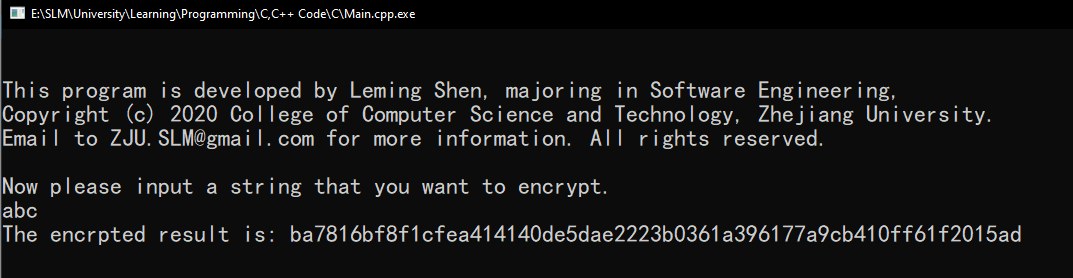 E:\SLM\University\Learning\Programming\C,C++ Code\C\Main.cpp.exe
This program is developed by Leming Shen, majoring in Software Engineering,
Copyright (c) 2020 College of Computer Science and Technology, Zhejiang University.
Email to ZJU.SLM@gmail.com for more information. All rights reserved.
Now please input a string that you want to encrypt.
abc
The encrpted result is: ba7816bf8f1cfea414140de5dae2223b0361a396177a9cb410ff61f2015ad